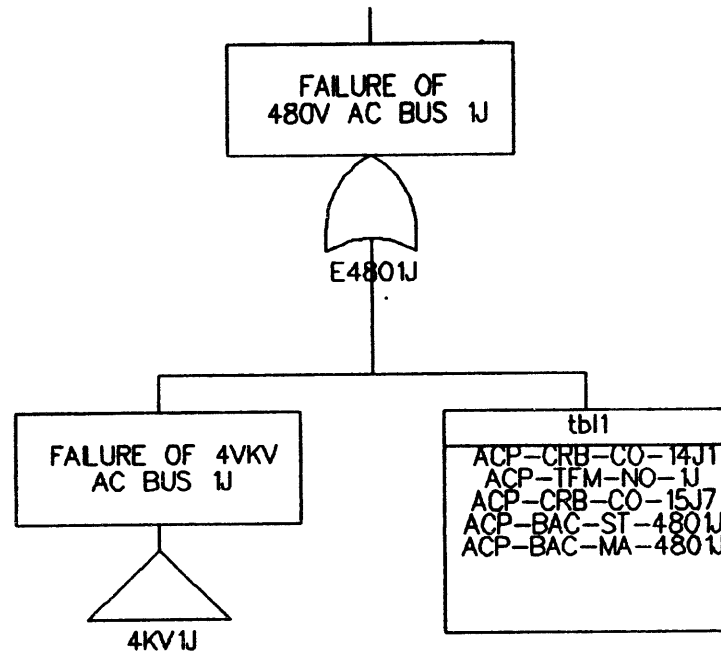 FAILURE OF
480V AC BUS 1J
E4801J
FAILURE OF 4VKV
AC BUS 1J
4KV1J
tbl1
ACP-CRB-CO-14J1
ACP-TFM-NO-1J
ACP-CRB-CO-15J7
ACP-BAC-ST-4801J
ACP-BAC-MA-4801J